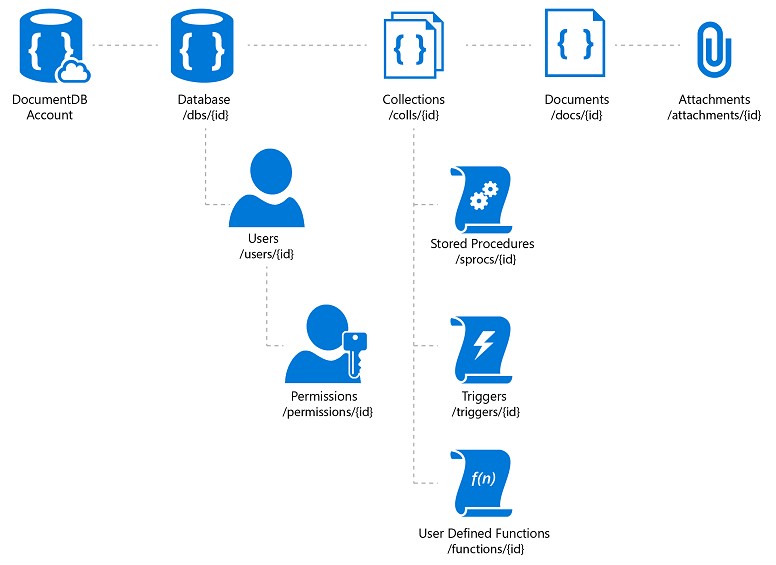 { }
{ }
{ }
{ }
DocumentDB
Account
Database
/dbs/{id}
Collections
/colls/{id}
Documents
/docs/{id}
Attachments
/attachments/{id}
Users
/users/{id}
Stored Procedures
/sprocs/{id}
Permissions
/permissions/{id}
Triggers
/triggers/{id}
f(n)
User Defined Functions
/functions/{id}